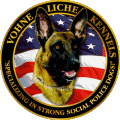 VOHNE LICHE
KENNELS
"SPECIALIZING IN STRONG SOCIAL POLICE DOGS"